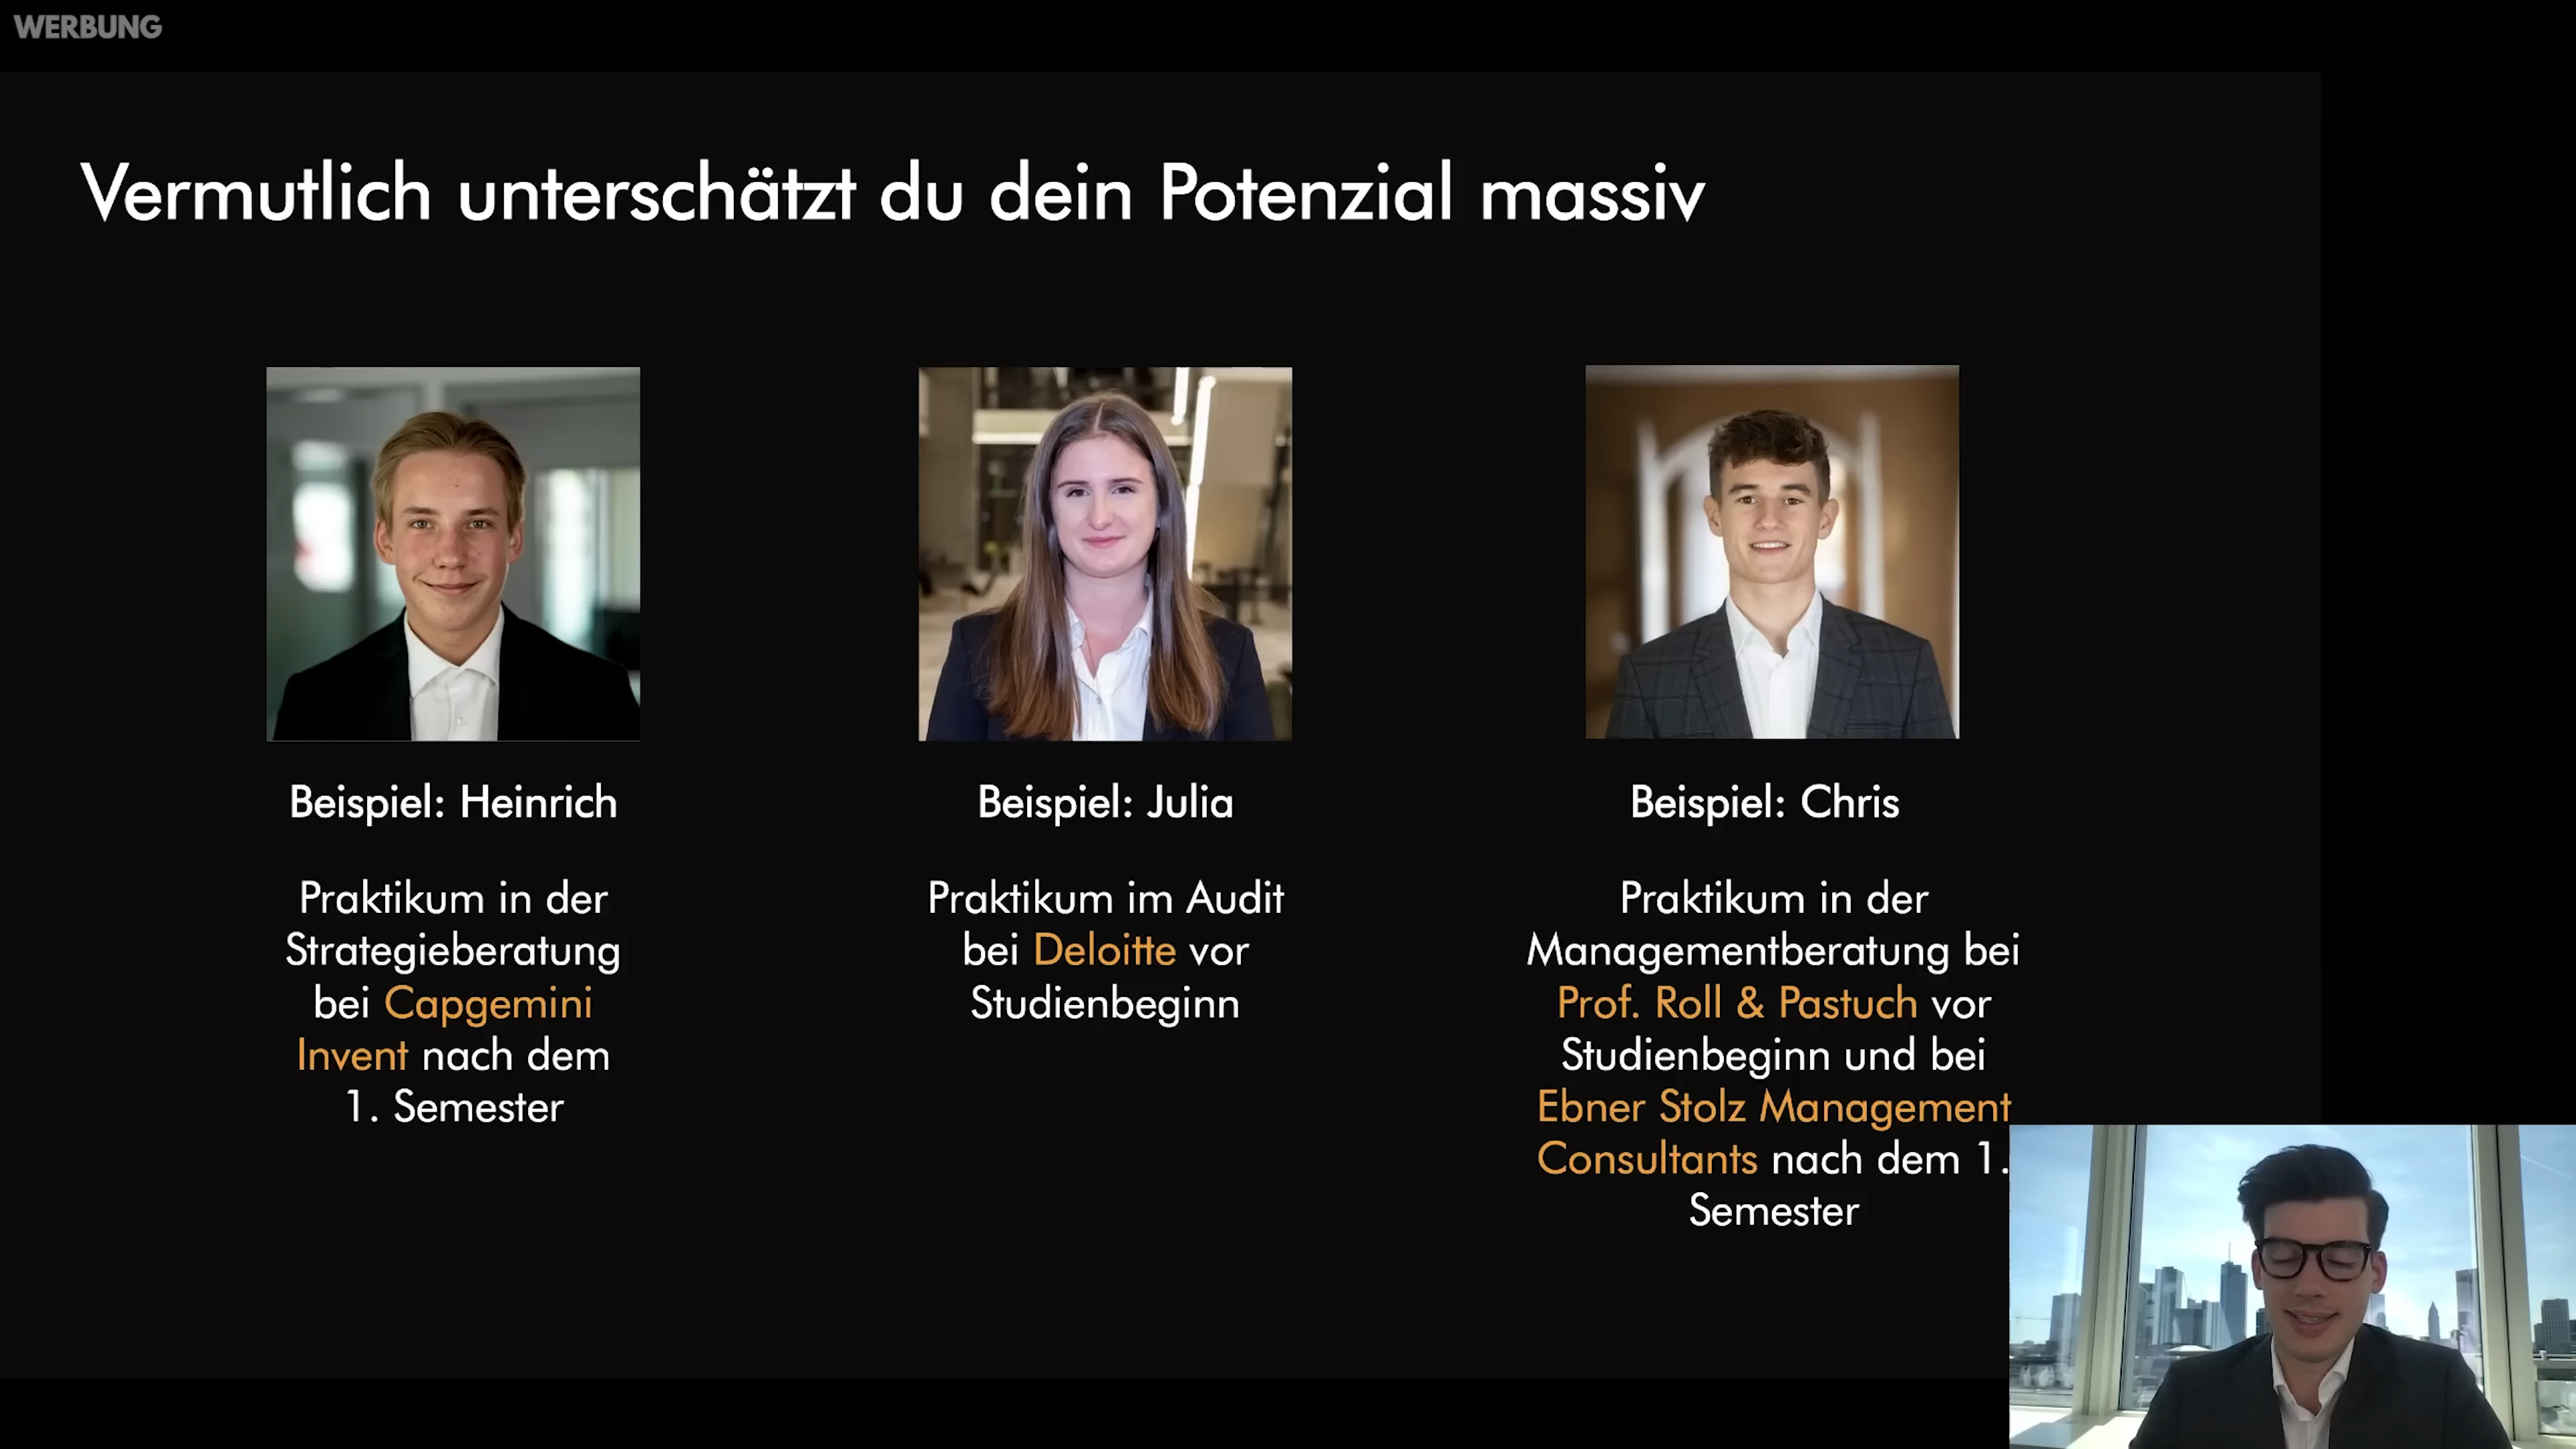 WERBUNG
Vermutlich unterschätzt du dein Potenzial massiv
Beispiel: Heinrich
Praktikum in der
Strategieberatung
bei Capgemini
Invent nach dem
1. Semester
Beispiel: Julia
Praktikum im Audit
bei Deloitte vor
Studienbeginn
Beispiel: Chris
Praktikum in der
Managementberatung bei
Prof. Roll & Pastuch vor
Studienbeginn und bei
Ebner Stolz Management
Consultants nach dem 1.
Semester